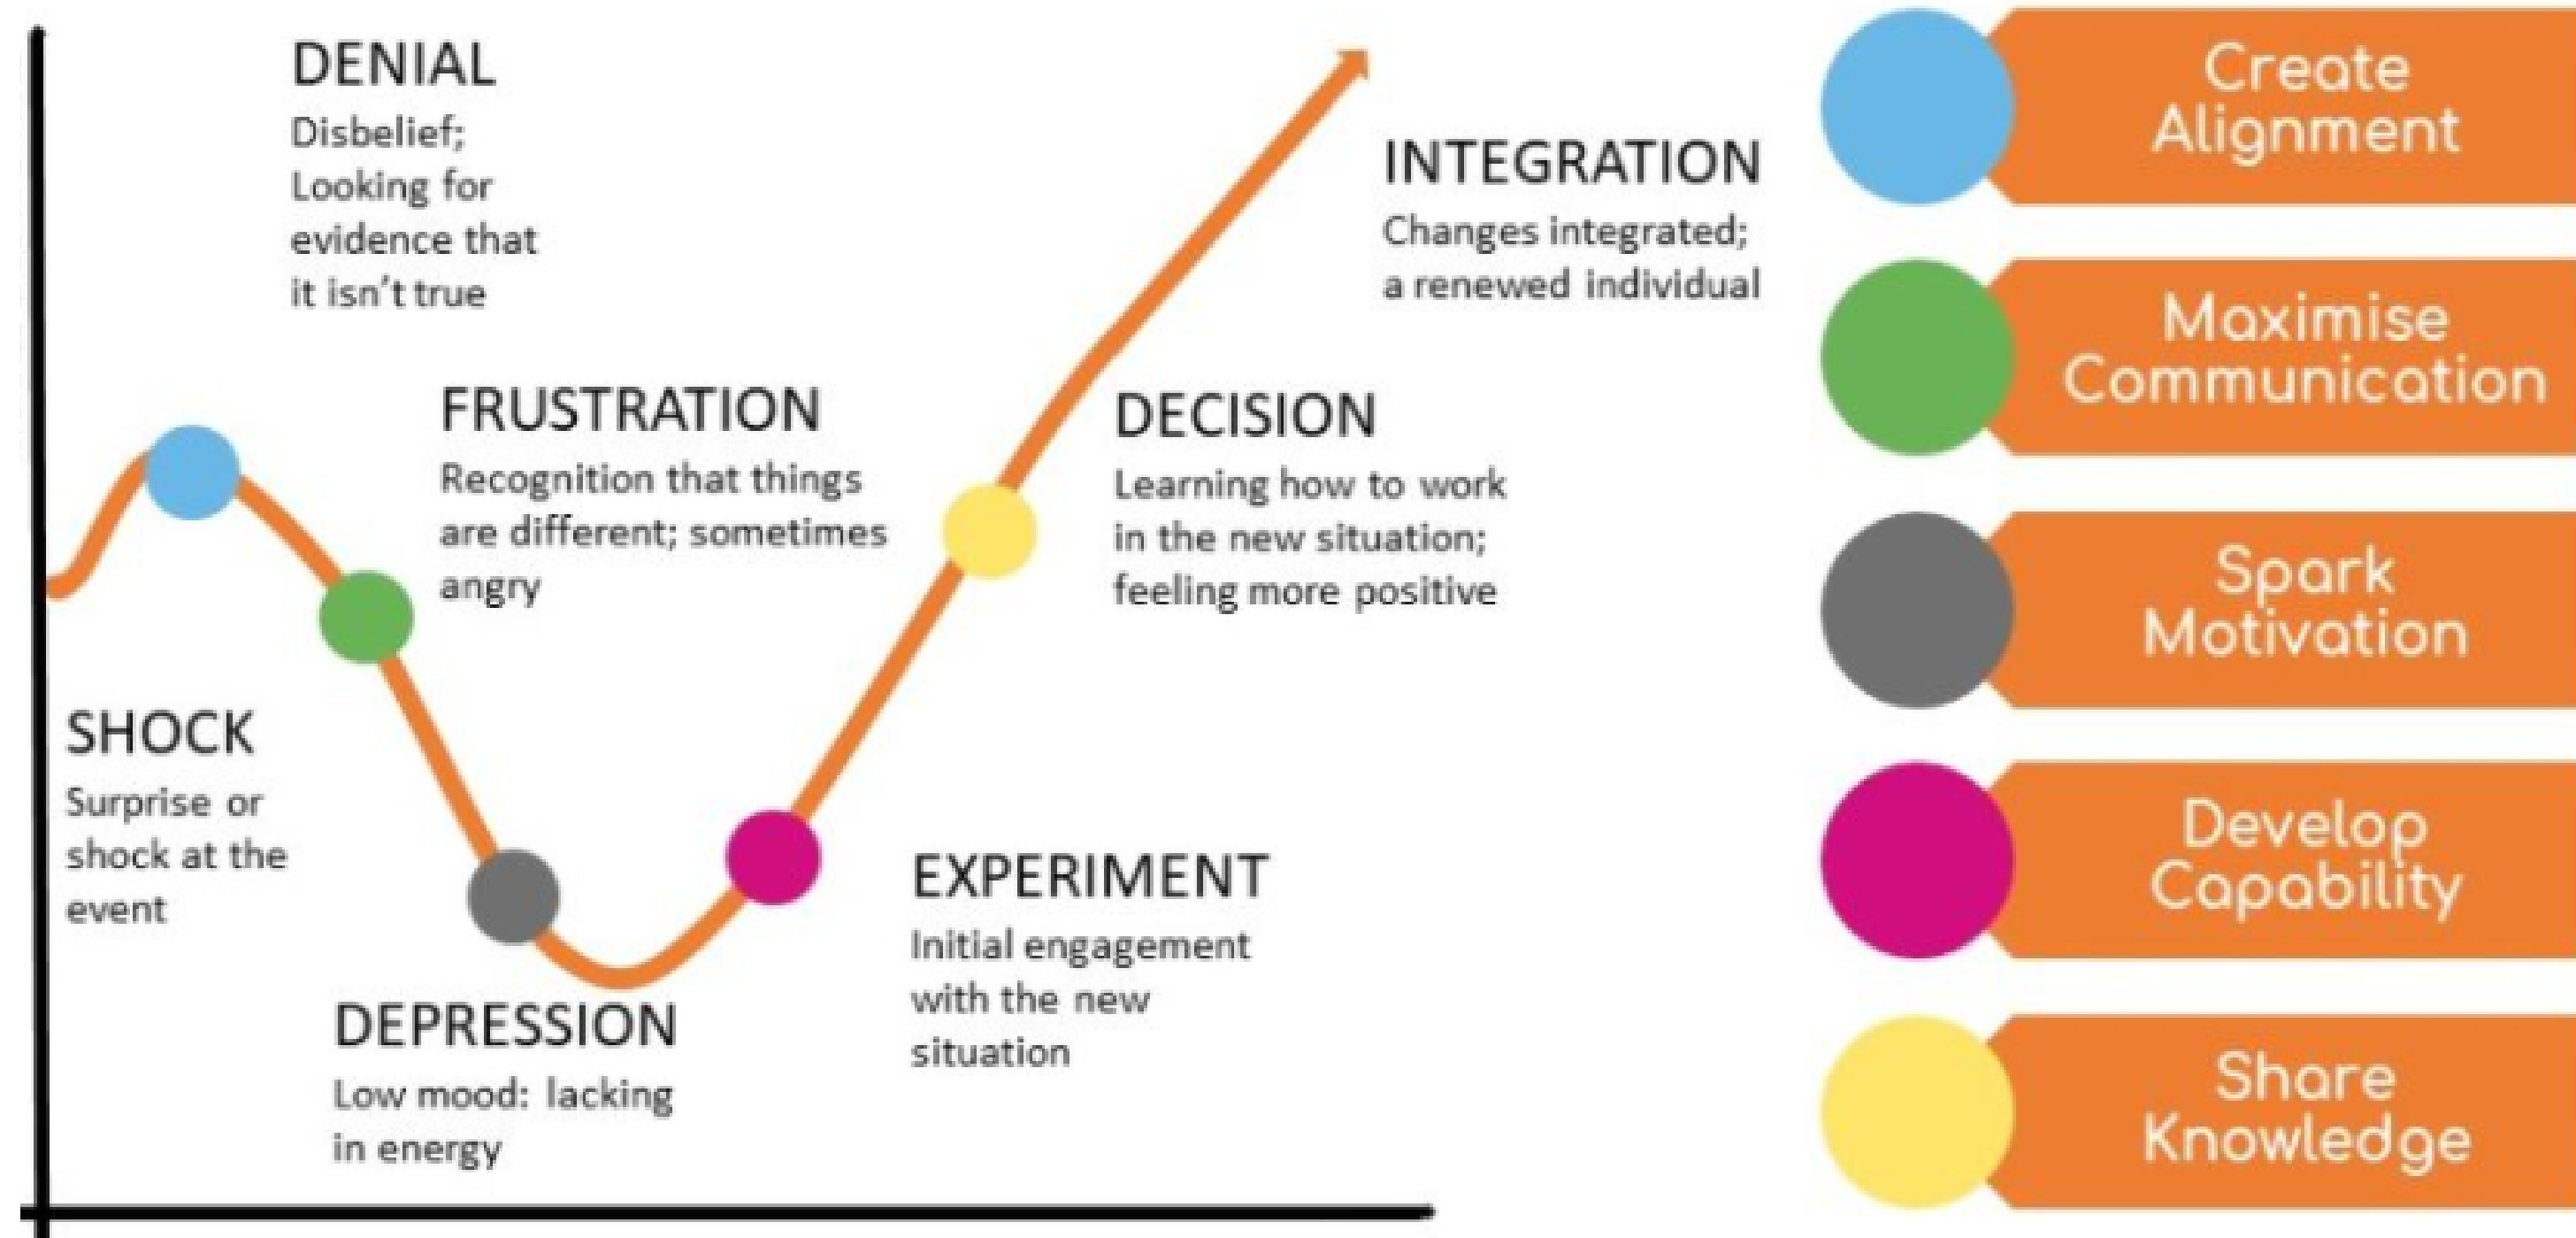 DENIAL
Disbelief;
Looking for
evidence that
it isn't true
FRUSTRATION
Recognition that things
are different; sometimes
angry
SHOCK
Surprise or
shock at the
event
DEPRESSION
Low mood: lacking
in energy
EXPERIMENT
Initial engagement
with the new
situation
DECISION
Learning how to work
in the new situation;
feeling more positive
INTEGRATION
Changes integrated;
a renewed individual
Create
Alignment
Maximise
Communication
Spark
Motivation
Develop
Capability
Share
Knowledge